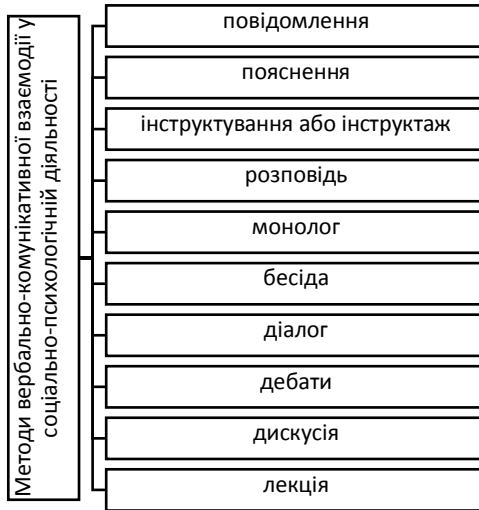 Методи вербально-комунікативної взаємодії у
соціально-психологічній діяльності
повідомлення
пояснення
інструктування або інструктаж
розповідь
монолог
бесіда
діалог
дебати
дискусія
лекція